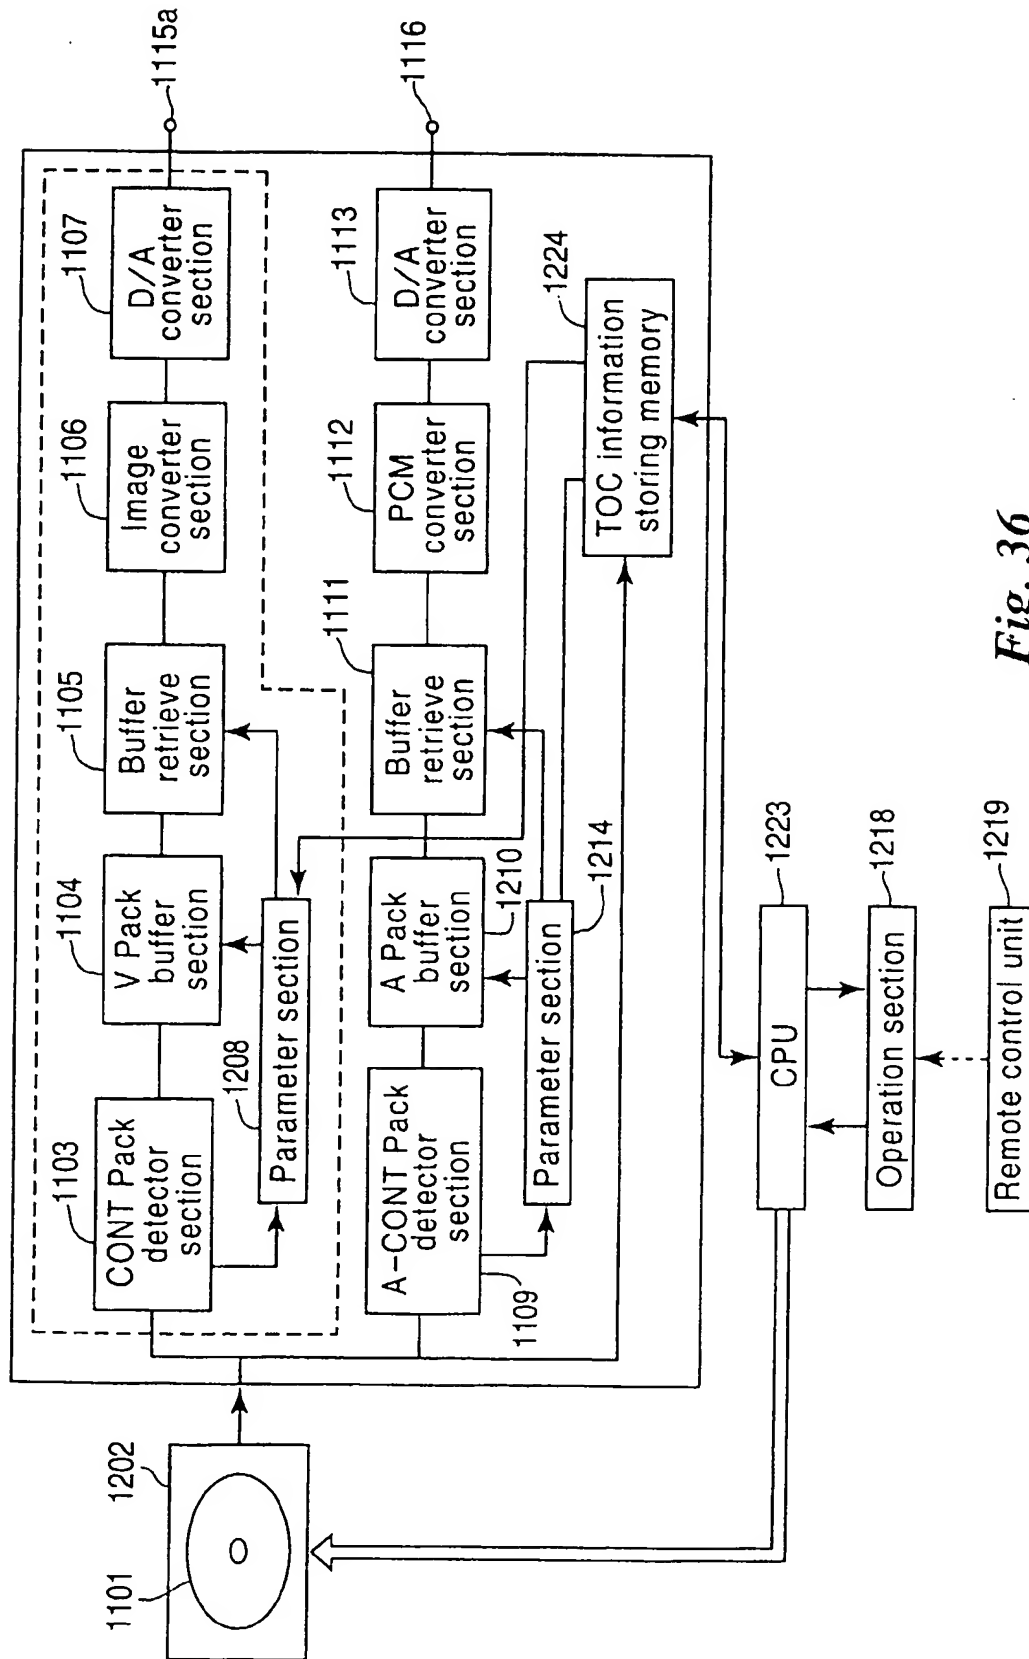 1101
1202
1103
CONT Pack
detector
section
1104
V Pack
buffer
section
1105
Buffer
retrieve
section
1106
Image
converter
section
1107
D/A
converter
section
1115a
1208
Parameter section
A-CONT Pack
detector
section
1109
A Pack
buffer
section
1210
1111
Buffer
retrieve
section
1112
PCM
converter
section
1113
D/A
converter
section
1116
Parameter section
1214
1224
TOC information
storing memory
CPU
1223
Operation section
1218
Remote control unit
1219
Fig. 36